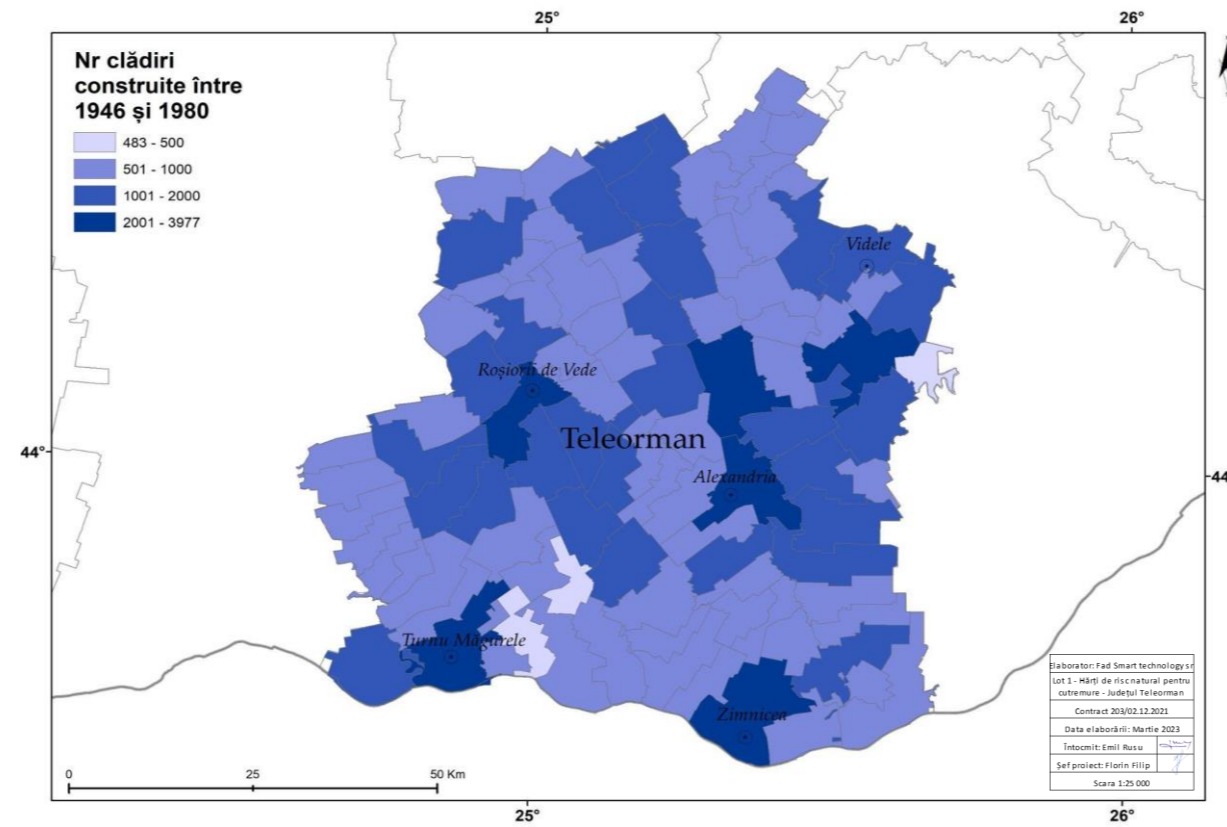 25°
26°
Nr clădiri
construite între
1946 și 1980
483 - 500
501 - 1000
1001 - 2000
2001 - 3977
Videle
Roșiorii de Vede
Teleorman
44°
Alexandria
44
Turnu Măgurele
Zimnicea
Elaborator: Fad Smart technology sr
Lot 1 - Hărți de risc natural pentru
cutremure - Județul Teleorman
Contract 203/02.12.2021
Data elaborării: Martie 2023
Întocmit: Emil Rusu
Șef proiect: Florin Filip
Scara 1:25 000
0
25
50 Km
25°
26°